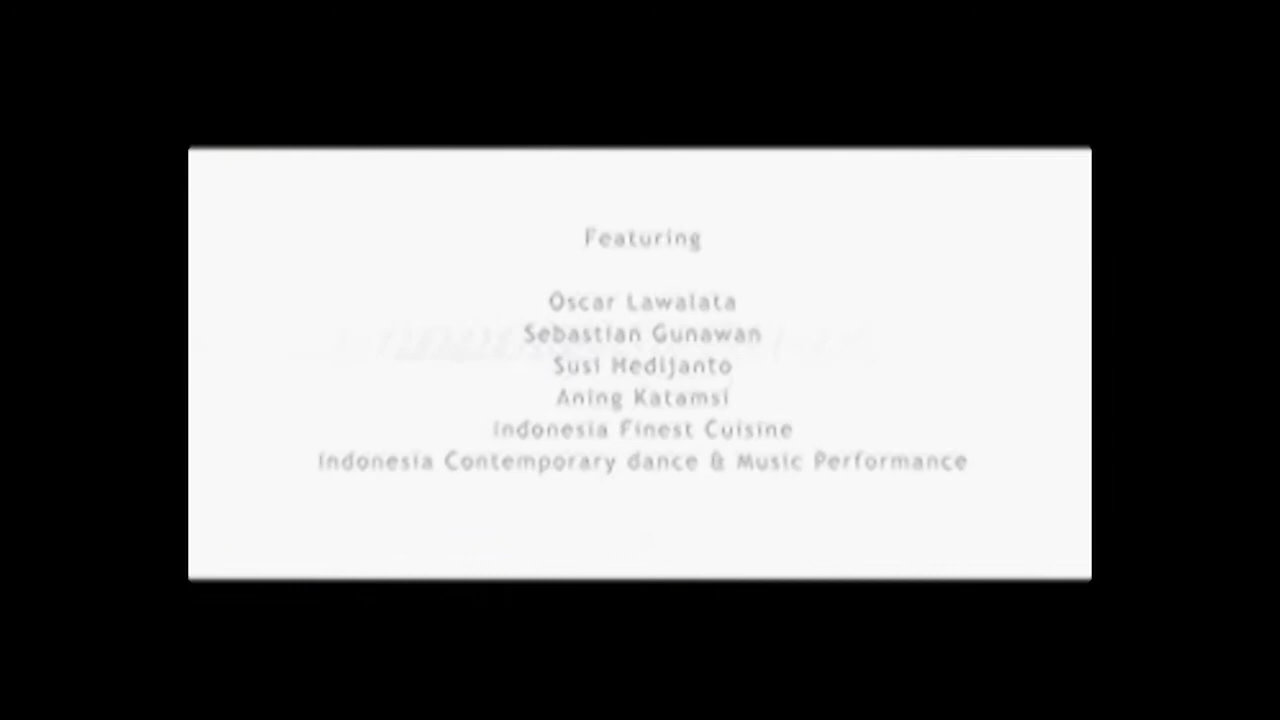 Featuring
Oscar Lawalata
Sebastian Gunawan
Susi Hedijanto
Aning Katamsi
Indonesia Finest Cuisine
Indonesia Contemporary dance & Music Performance